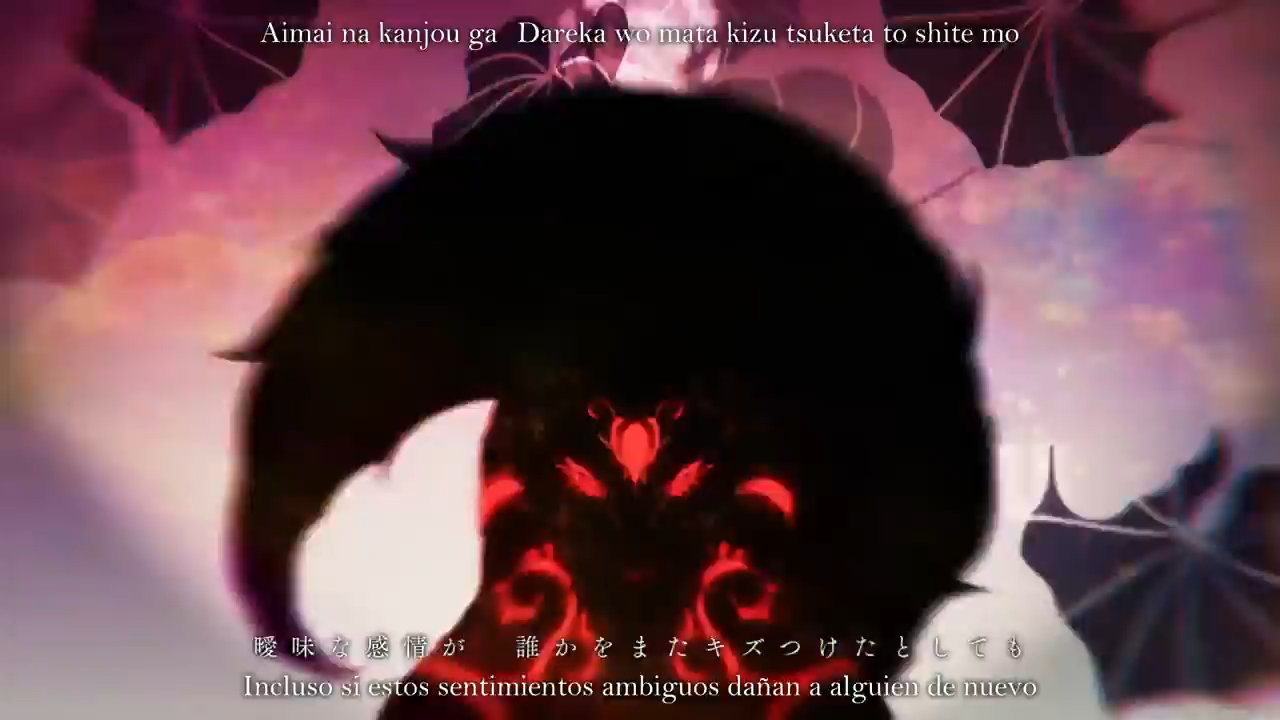 Aimai na kanjou ga Dareka wo mata kizu tsuketa to shite mo
曖昧な感情が 誰かをまたキズつけたとしても
Incluso si estos sentimientos ambiguos dañan a alguien de nuevo